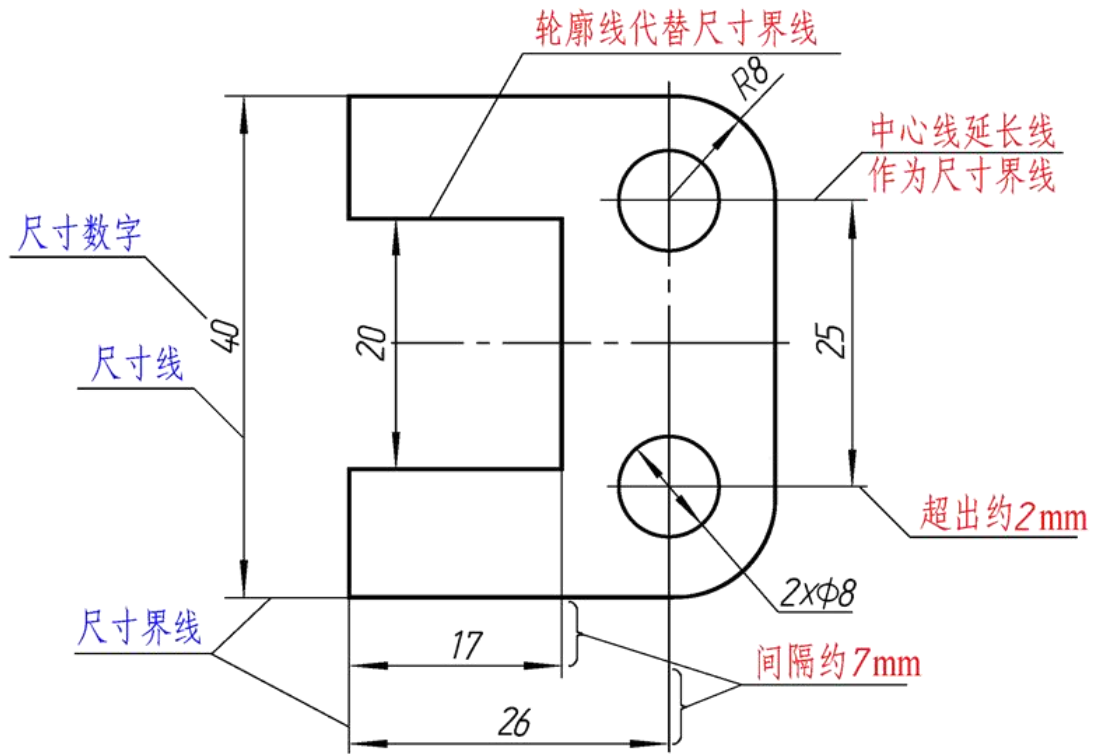 轮廓线代替尺寸界线
R8
中心线延长线
作为尺寸界线
尺寸数字
40
20
25
尺寸线
超出约2mm
2xΦ8
尺寸界线
17
间隔约7mm
26